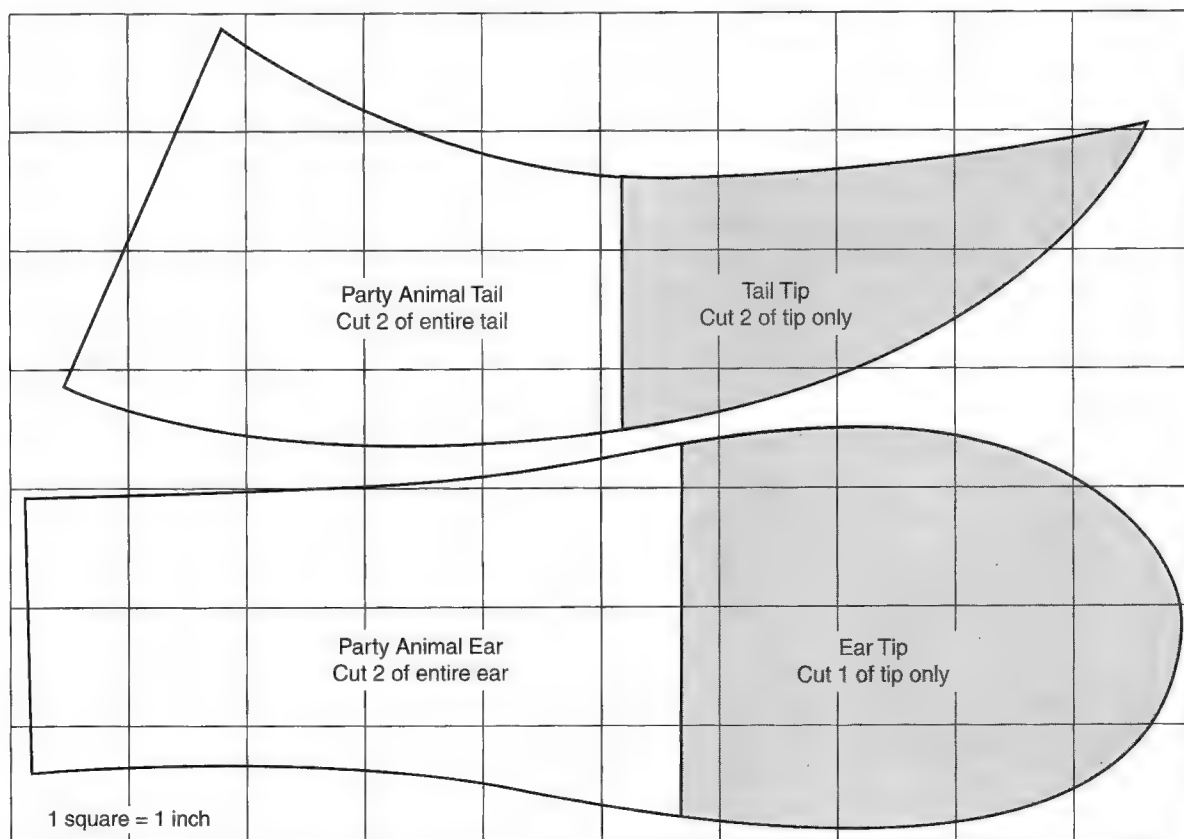 Party Animal Tail
Cut 2 of entire tail
Tail Tip
Cut 2 of tip only
Party Animal Ear
Cut 2 of entire ear
Ear Tip
Cut 1 of tip only
1 square = 1 inch